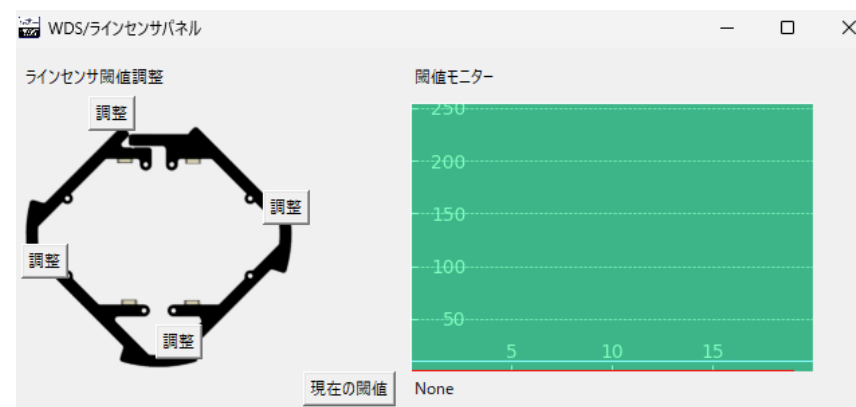 WDS/ラインセンサパネル
ラインセンサ閾値調整
閾値モニター
調整
調整
調整
調整
現在の閾値
250
200
150
100
50
5 10 15
None